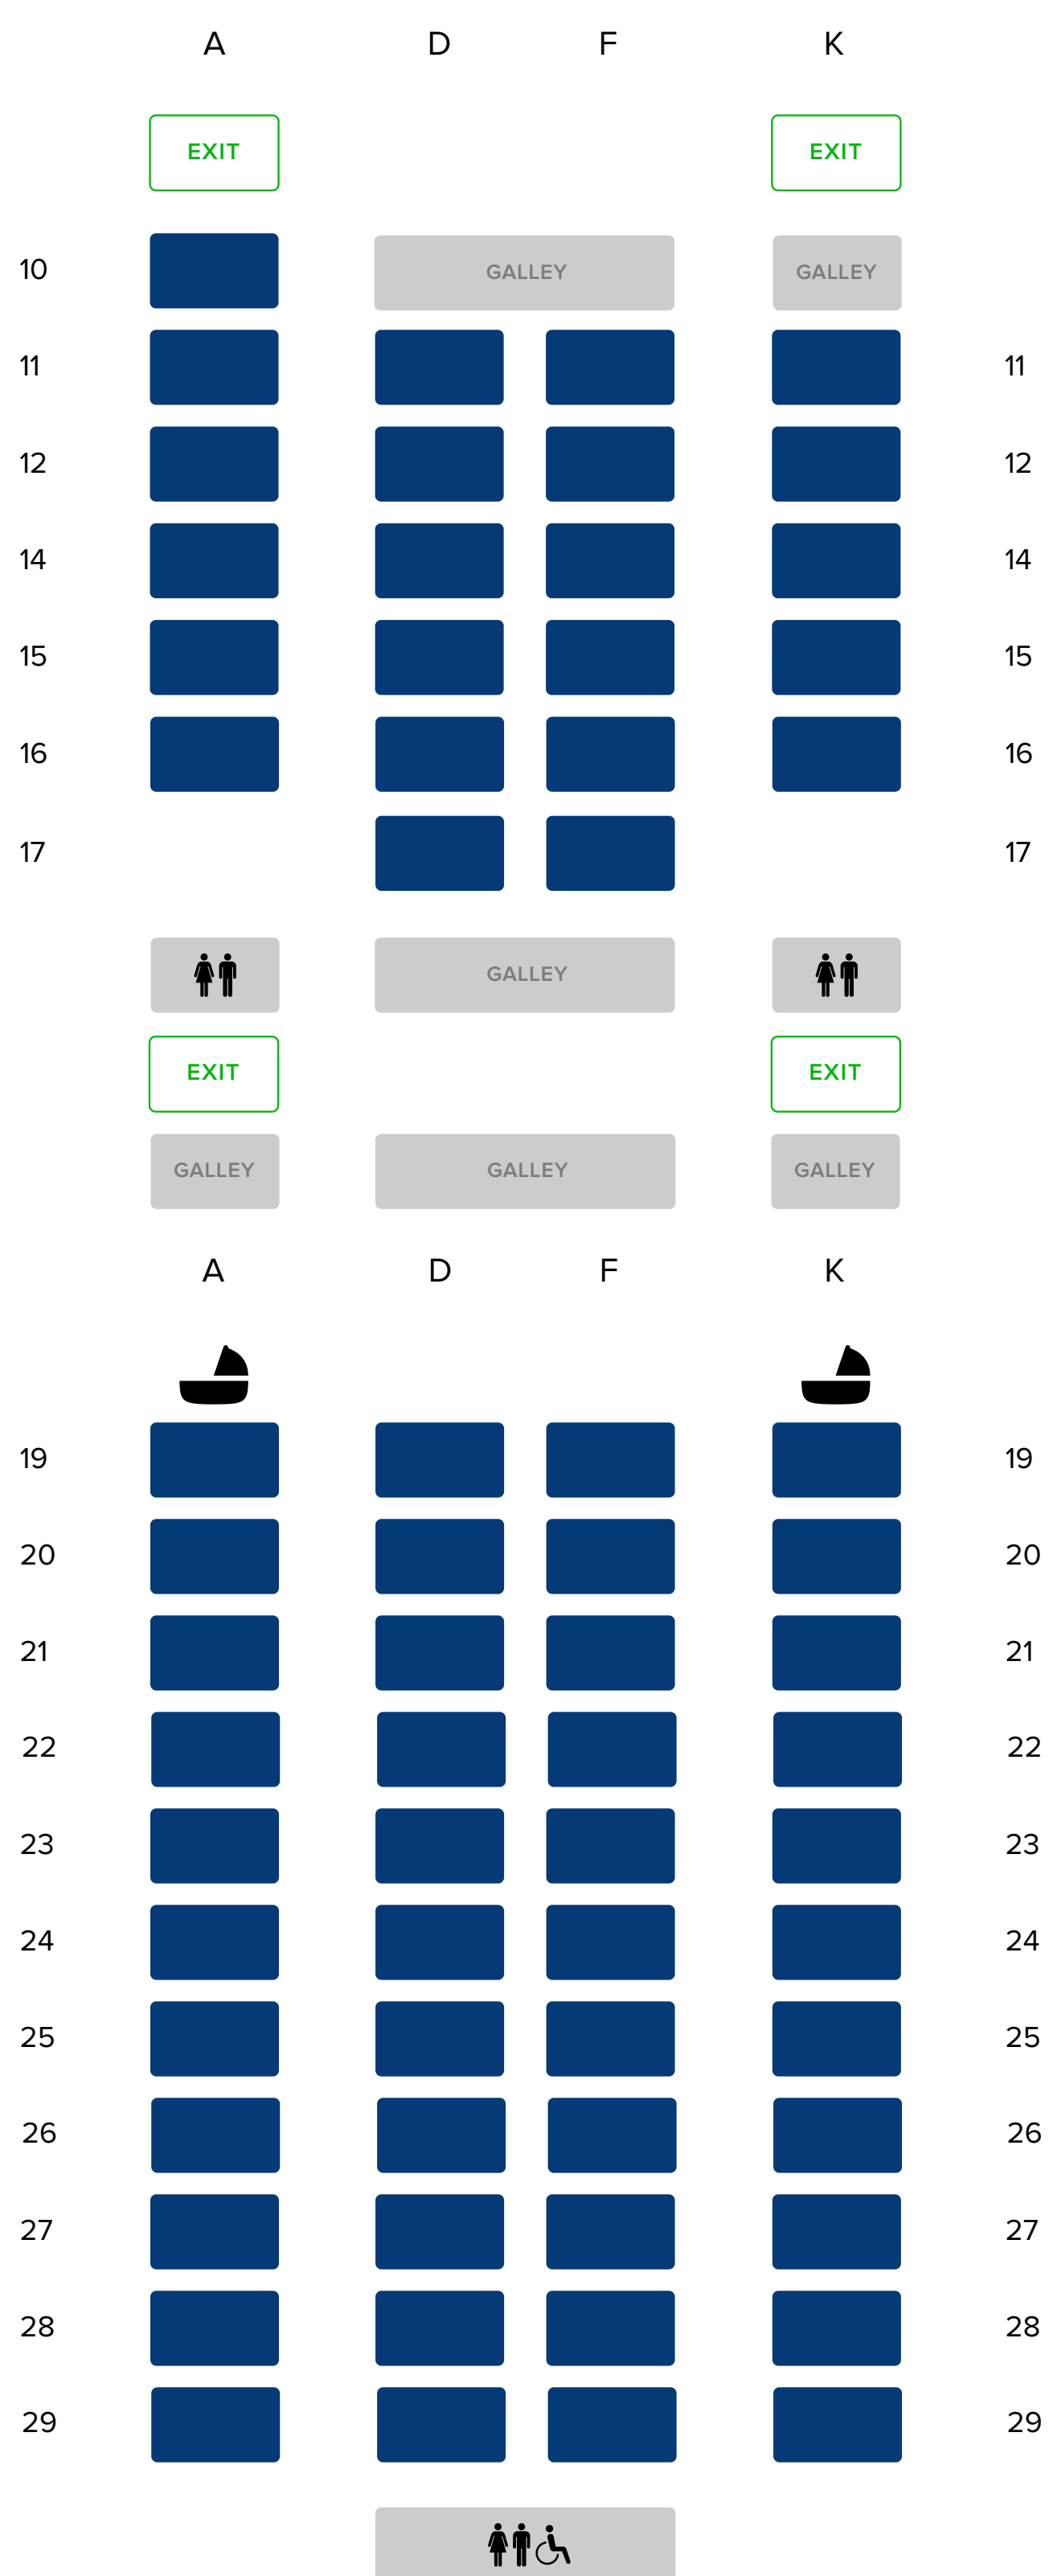 A D F K
EXIT EXIT
10 GALLEY GALLEY
11 11
12 12
14 14
15 15
16 16
17 17
GALLEY
EXIT EXIT
GALLEY GALLEY GALLEY
A D F K
19 19
20 20
21 21
22 22
23 23
24 24
25 25
26 26
27 27
28 28
29 29